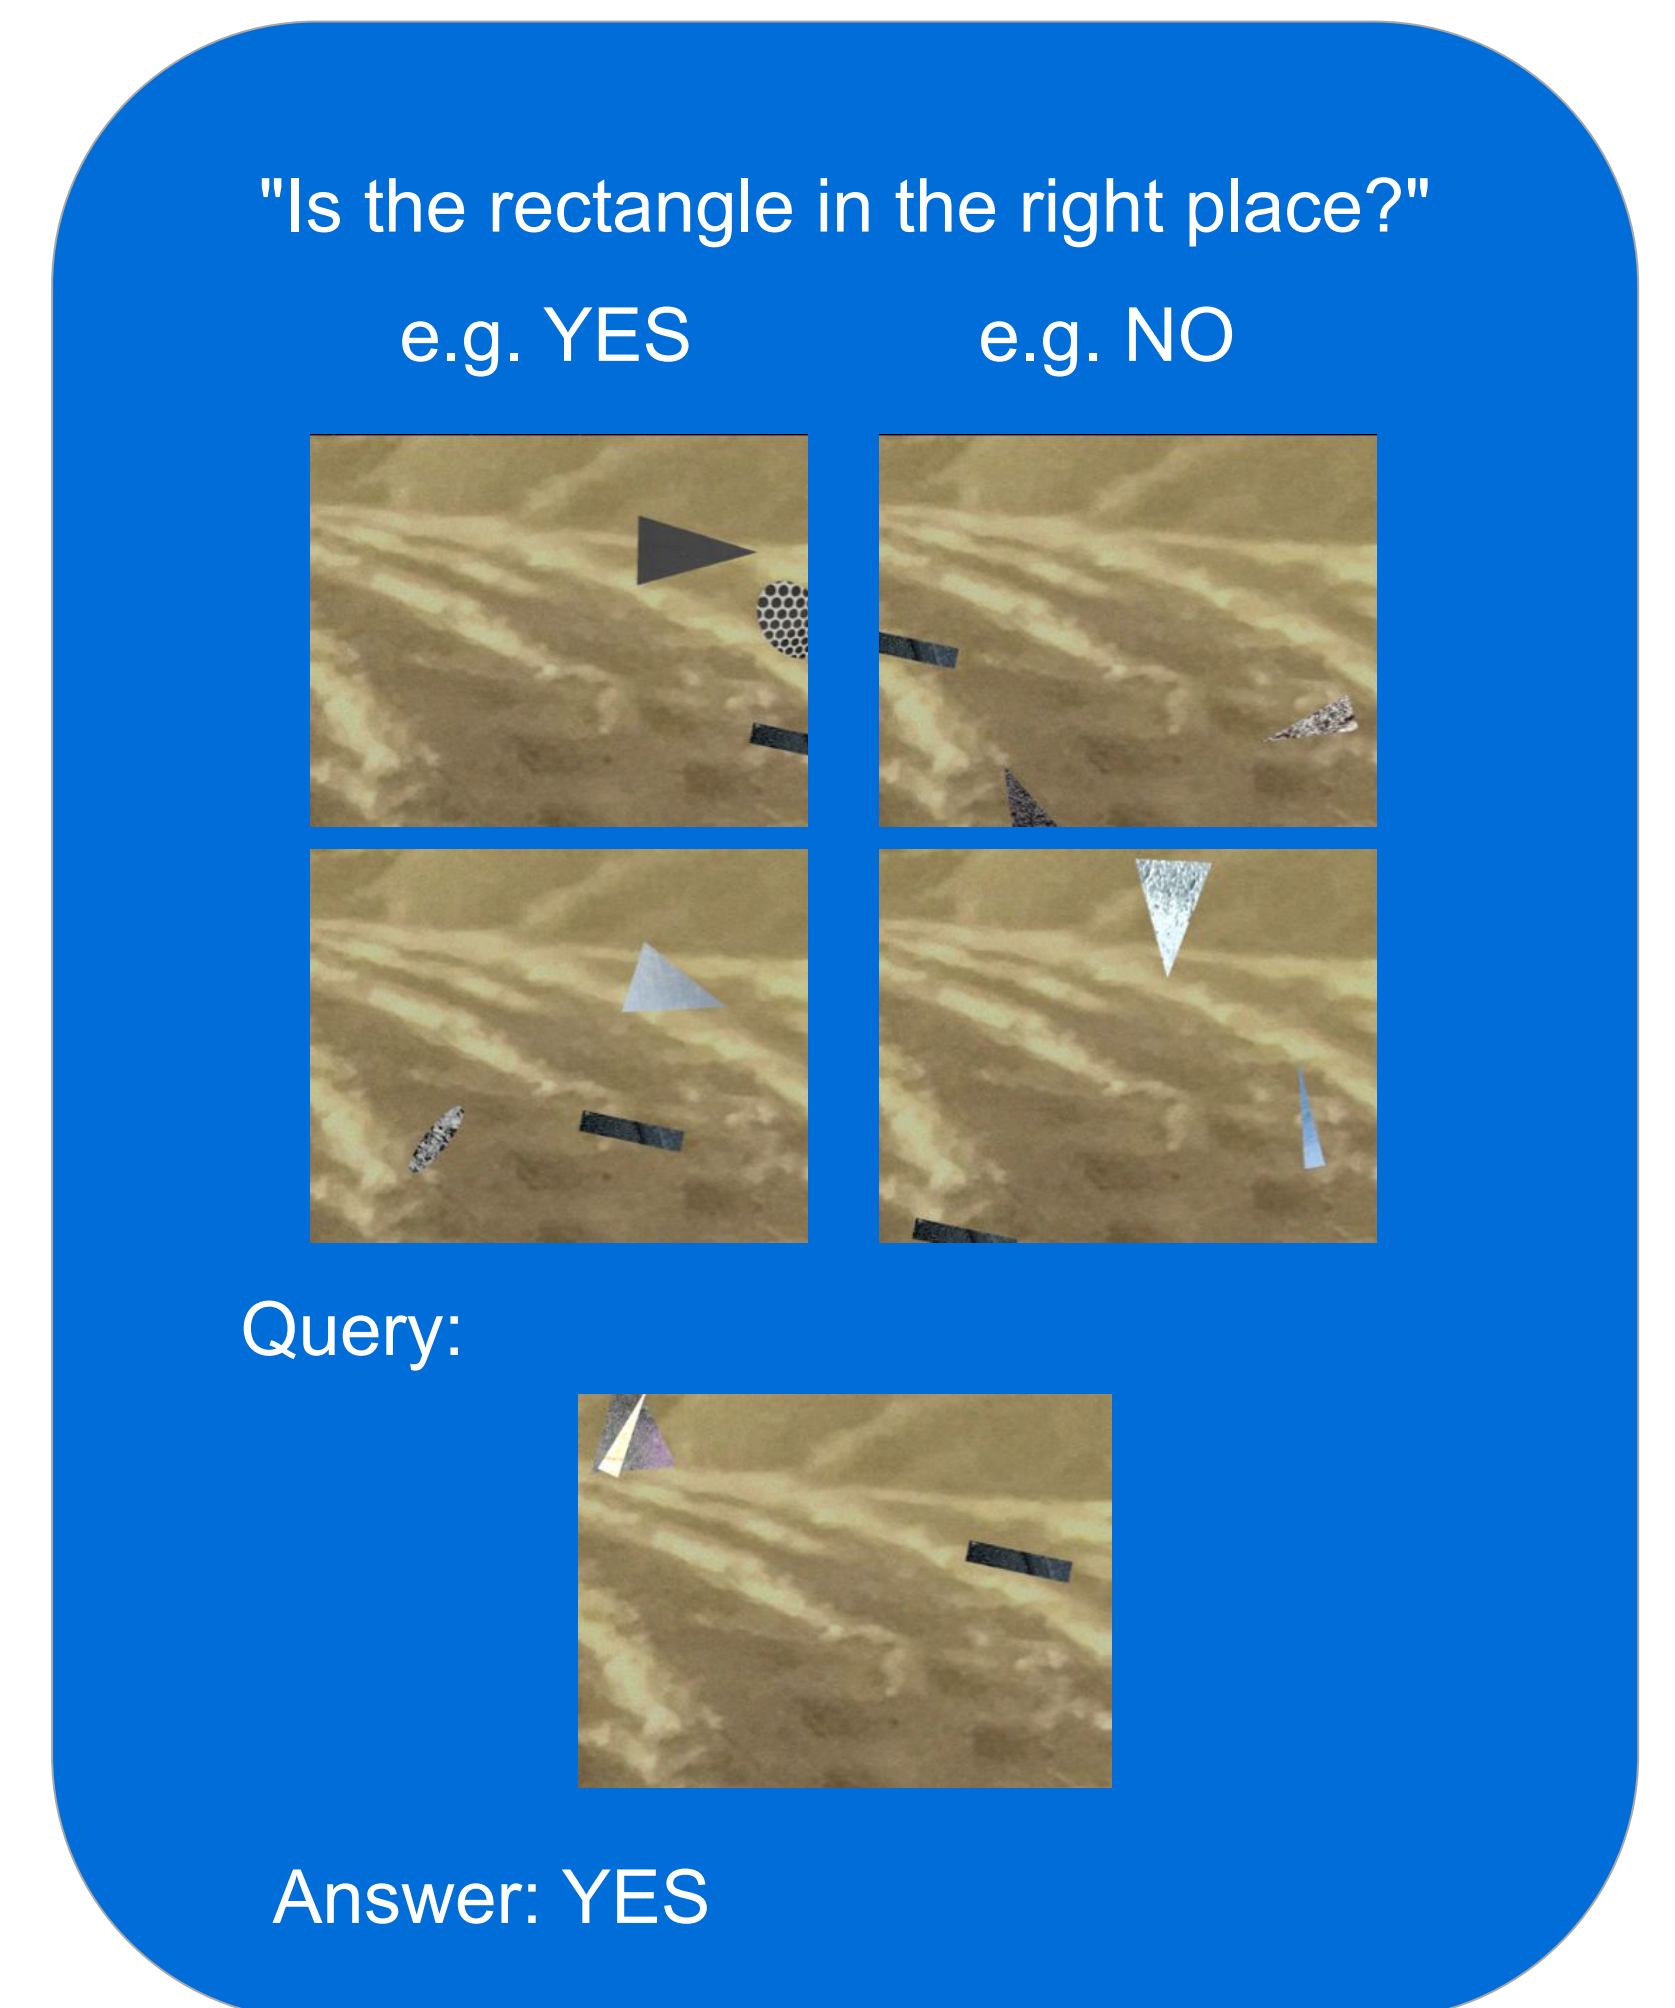 "Is the rectangle in the right place?"
e.g. YES
e.g. NO
Query:
Answer: YES